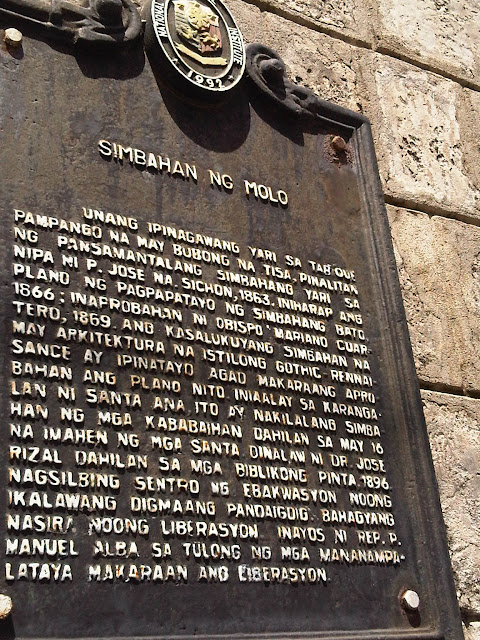 NATIONAL
INSTITUTE
1992
SIMBAHAN NG MOLO
UNANG IPINAGAWANG YARI SA TABIQUE
PAMPANGO NA MAY BUBONG NA TISA. PINALITAN
NG PANSAMANTALANG SIMBAHANG YARI SA
NIPA NI P. JOSE NA. SICHON, 1863. INIHARAP ANG
PLANO NG PAGPAPATAYO NG SIMBAHANG BATO,
1866; INAPROBAHAN NI OBISPO MARIANO CUAR-
TERO, 1869. ANG KASALUKUYANG SIMBAHAN NA
MAY ARKITEKTURA NA ISTILONG GOTHIC-RENNAI-
SANCE AY IPINATAYO AGAD MAKARAANG APRO-
BAHAN ANG PLANO NITO. INIAALAY SA KARANGA-
LAN NI SANTA ANA, ITO AY NAKILALANG SIMBA
HAN NG MGA KABABAIHAN DAHILAN SA MAY 16
NA IMAHEN NG MGA SANTA. DINALAW NI DR. JOSE
RIZAL DAHILAN SA MGA BIBLIKONG PINTA, 1896.
NAGSILBING SENTRO NG EBAKWASYON NOONG
IKALAWANG DIGMAANG PANDAIGDIG. BAHAGYANG
NASIRA NOONG LIBERASYON. INAYOS NI REP. P.
MANUEL ALBA SA TULONG NG MGA MANANAMPA-
LATAYA MAKARAAN ANG LIBERASYON.